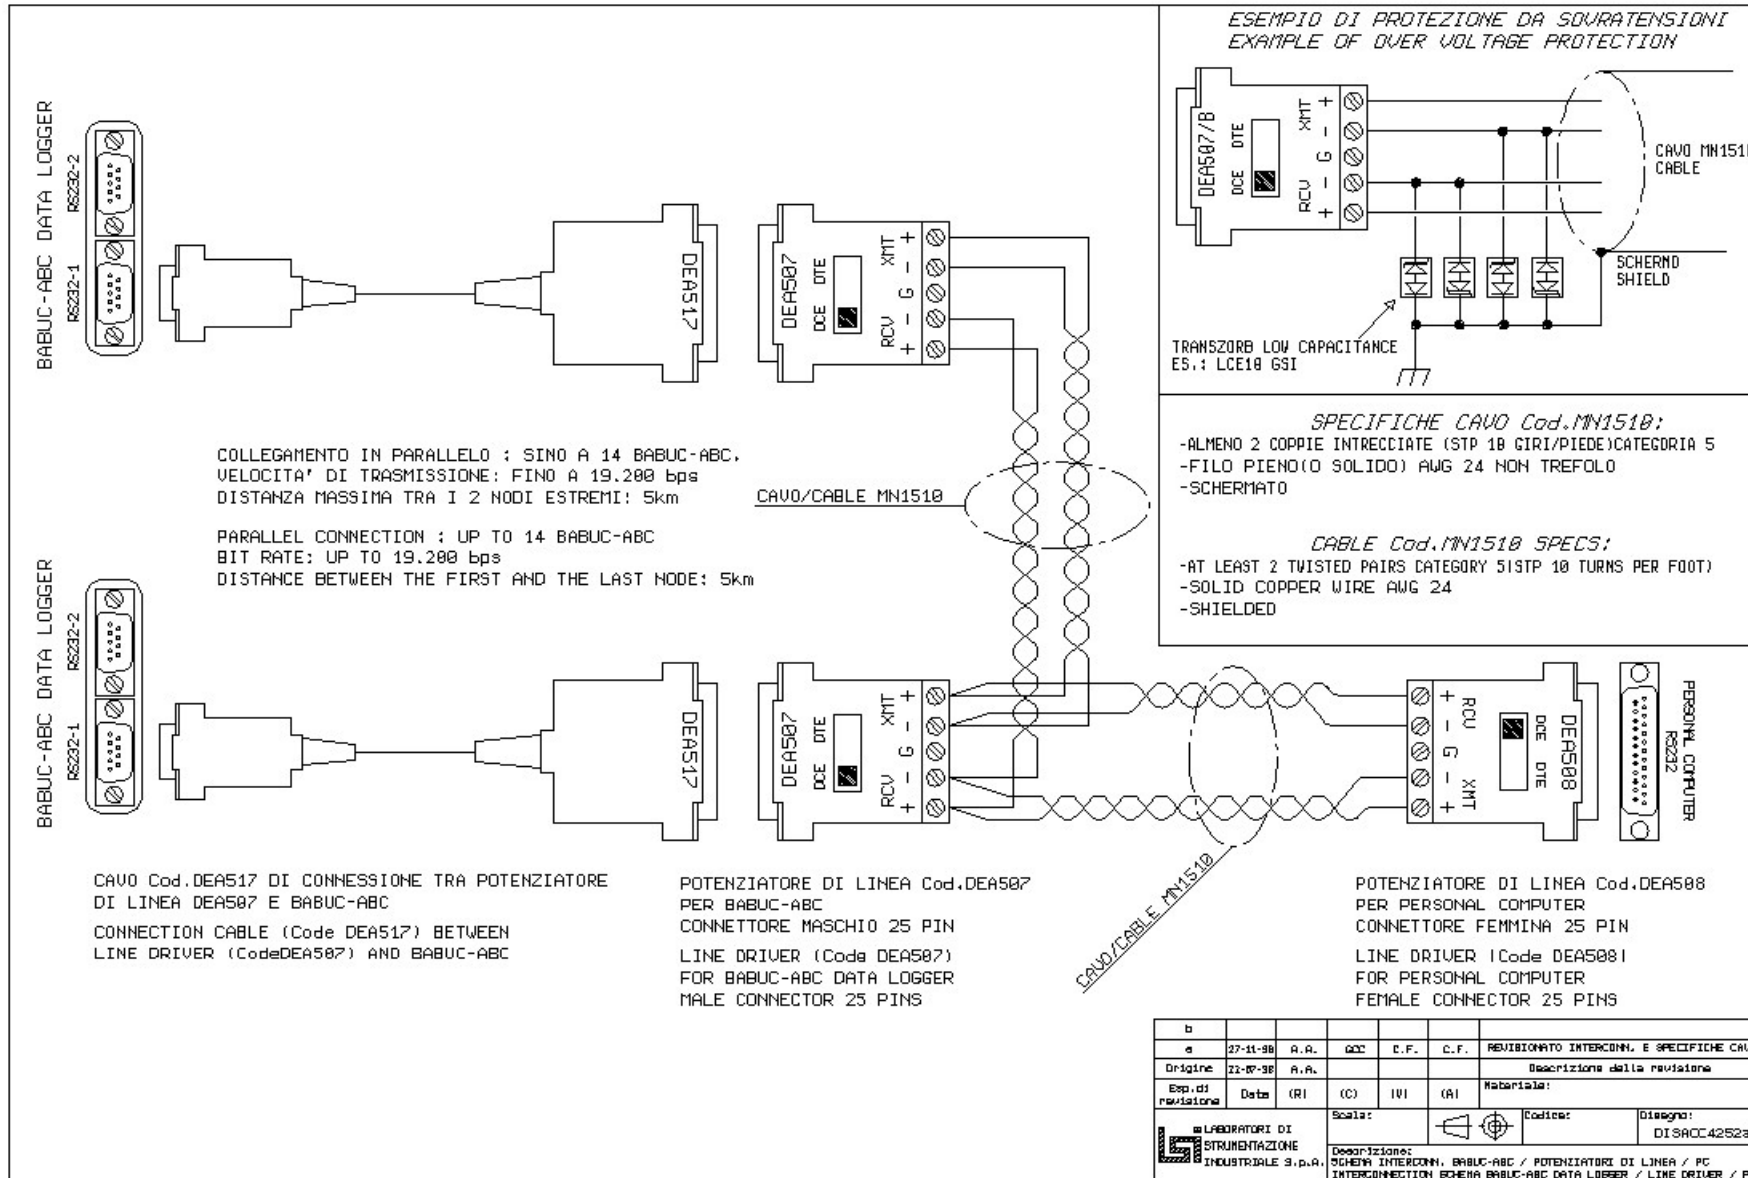 ESEMPIO DI PROTEZIONE DA SOVRATENSIONI
EXAMPLE OF OVER VOLTAGE PROTECTION
DEA507/B
DCE DTE
XMT + -
G
RCV - +
CAVO MN151
CABLE
SCHERMO
SHIELD
TRANSZORB LOW CAPACITANCE
ES.: LCE18 GSI
BABUC-ABC DATA LOGGER
RS232-1 RS232-2
DEA517
DEA507
DCE DTE
XMT + -
G
RCV - +
COLLEGAMENTO IN PARALLELO : SINO A 14 BABUC-ABC.
VELOCITA' DI TRASMISSIONE: FINO A 19.200 bps
DISTANZA MASSIMA TRA I 2 NODI ESTREMI: 5km
PARALLEL CONNECTION : UP TO 14 BABUC-ABC
BIT RATE: UP TO 19.200 bps
DISTANCE BETWEEN THE FIRST AND THE LAST NODE: 5km
CAVO/CABLE MN1510
SPECIFICHE CAVO Cod.MN1510:
-ALMENO 2 COPPIE INTRECCIATE (STP 10 GIRI/PIEDE)CATEGORIA 5
-FILO PIENO(O SOLIDO) AWG 24 NON TREFOLO
-SCHERMATO
CABLE Cod.MN1510 SPECS:
-AT LEAST 2 TWISTED PAIRS CATEGORY 5(STP 10 TURNS PER FOOT)
-SOLID COPPER WIRE AWG 24
-SHIELDED
BABUC-ABC DATA LOGGER
RS232-1 RS232-2
DEA517
DEA507
DCE DTE
XMT + -
G
RCV - +
+ RCV
-
G
- XMT
+
DCE DTE
DEA508
PERSONAL COMPUTER
RS232
CAVO/CABLE MN1510
CAVO Cod.DEA517 DI CONNESSIONE TRA POTENZIATORE
DI LINEA DEA507 E BABUC-ABC
CONNECTION CABLE (Code DEA517) BETWEEN
LINE DRIVER (CodeDEA507) AND BABUC-ABC
POTENZIATORE DI LINEA Cod.DEA507
PER BABUC-ABC
CONNETTORE MASCHIO 25 PIN
LINE DRIVER (Code DEA507)
FOR BABUC-ABC DATA LOGGER
MALE CONNECTOR 25 PINS
POTENZIATORE DI LINEA Cod.DEA508
PER PERSONAL COMPUTER
CONNETTORE FEMMINA 25 PIN
LINE DRIVER (Code DEA508)
FOR PERSONAL COMPUTER
FEMALE CONNECTOR 25 PINS
b
a 27-11-98 A.A. GCC C.F. C.F. REVISIONATO INTERCONN. E SPECIFICHE CAV
Origine 22-07-98 A.A. Descrizione della revisione
Esp.di revisione Data (R) (C) (V) (A) Materiale:
Scala: Codice: Disegno:
DISACC4252a
LABORATORI DI
STRUMENTAZIONE
INDUSTRIALE S.p.A.
Descrizione:
SCHEMA INTERCONN. BABUC-ABC / POTENZIATORI DI LINEA / PC
INTERCONNECTION SCHEMA BABUC-ABC DATA LOGGER / LINE DRIVER / P